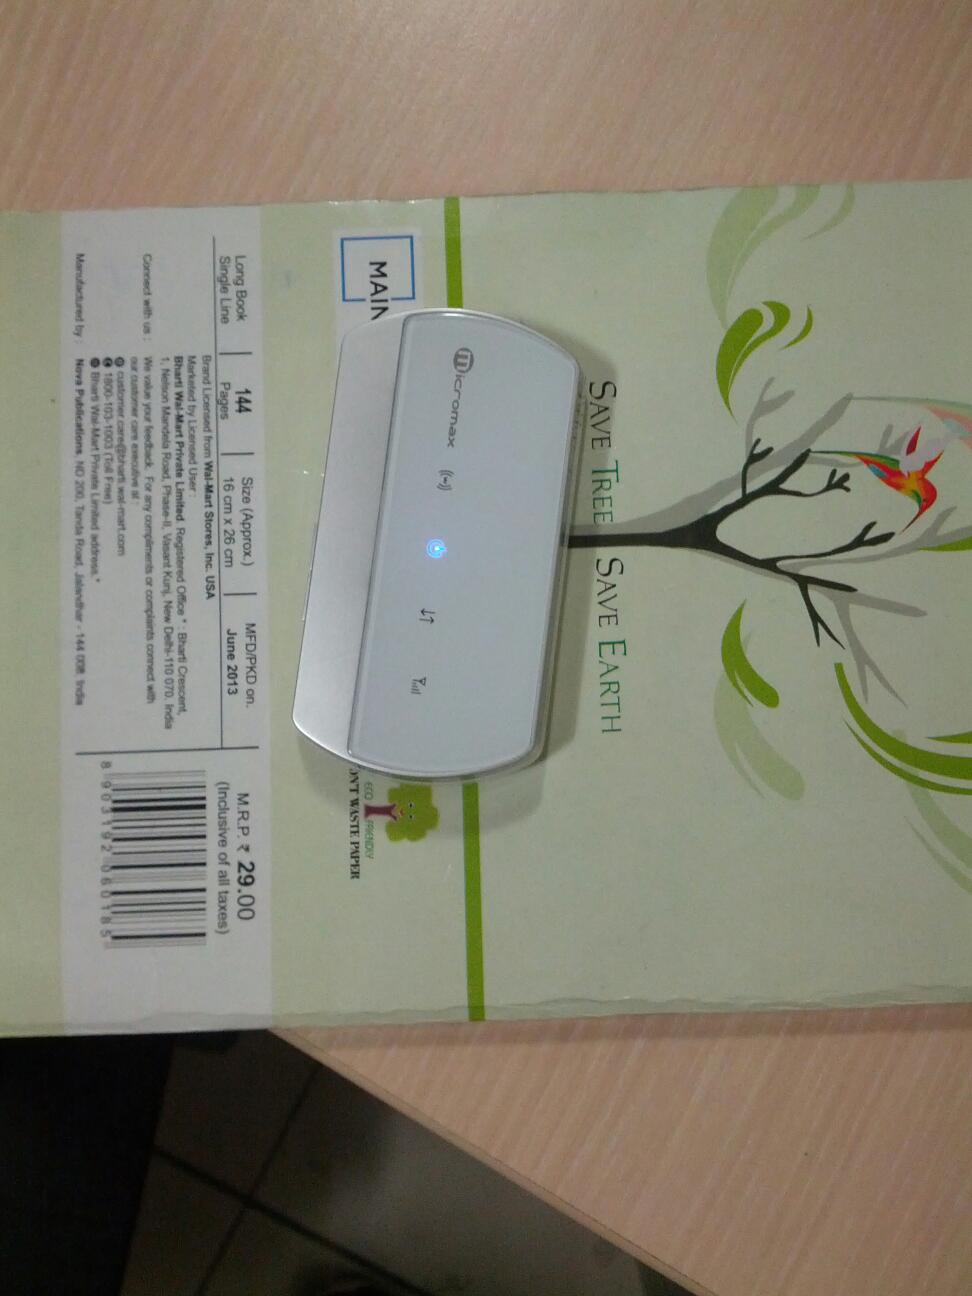 SAVE TREE SAVE EARTH
Micromax
MAIN
ECO FRIENDLY
ONT WASTE PAPER
Long Book
Single Line
144
Pages
Size (Approx.)
16 cm x 26 cm
MFD/PKD on.
June 2013
M.R.P. ₹ 29.00
(Inclusive of all taxes)
Brand Licensed from Wal-Mart Stores, Inc. USA
Marketed by Licensed User :
Bharti Wal-Mart Private Limited. Registered Office * : Bharti Crescent,
1, Nelson Mandela Road, Phase-II, Vasant Kunj, New Delhi-110 070, India
Connect with us : We value your feedback. For any compliments or complaints connect with
our customer care executive at :
customer.care@bharti.wal-mart.com
1800-103-1003 (Toll Free)
Bharti Wal-Mart Private Limited address.*
Manufactured by : Nova Publications, ND 200, Tanda Road, Jalandhar - 144 008, India
8 903192 060185